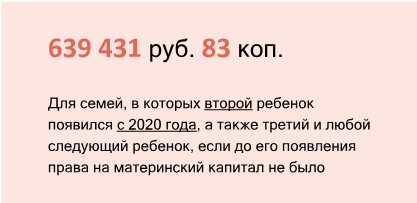 639 431 руб. 83 коп.
Для семей, в которых второй ребенок
появился с 2020 года, а также третий и любой
следующий ребенок, если до его появления
права на материнский капитал не было